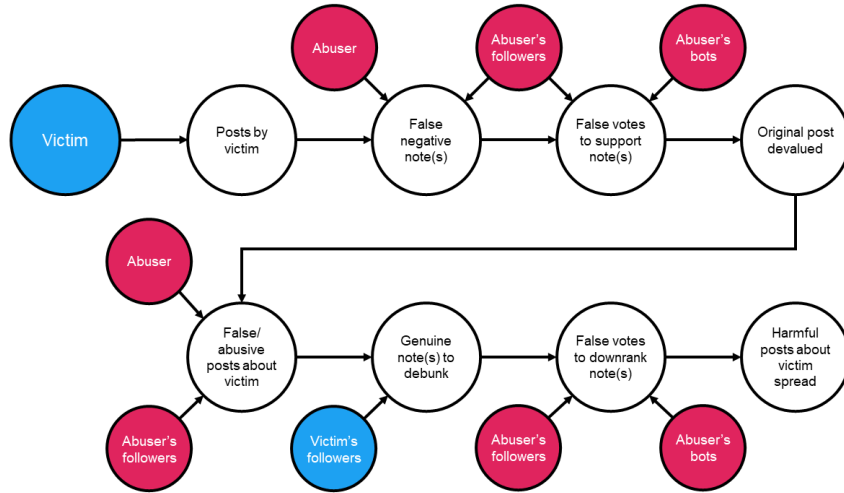 Abuser
Abuser's
followers
Abuser's
bots
Victim
Posts by
victim
False
negative
note(s)
False votes
to support
note(s)
Original post
devalued
Abuser
False/
abusive
posts about
victim
Genuine
note(s) to
debunk
False votes
to downrank
note(s)
Harmful
posts about
victim
spread
Abuser's
followers
Victim's
followers
Abuser's
followers
Abuser's
bots